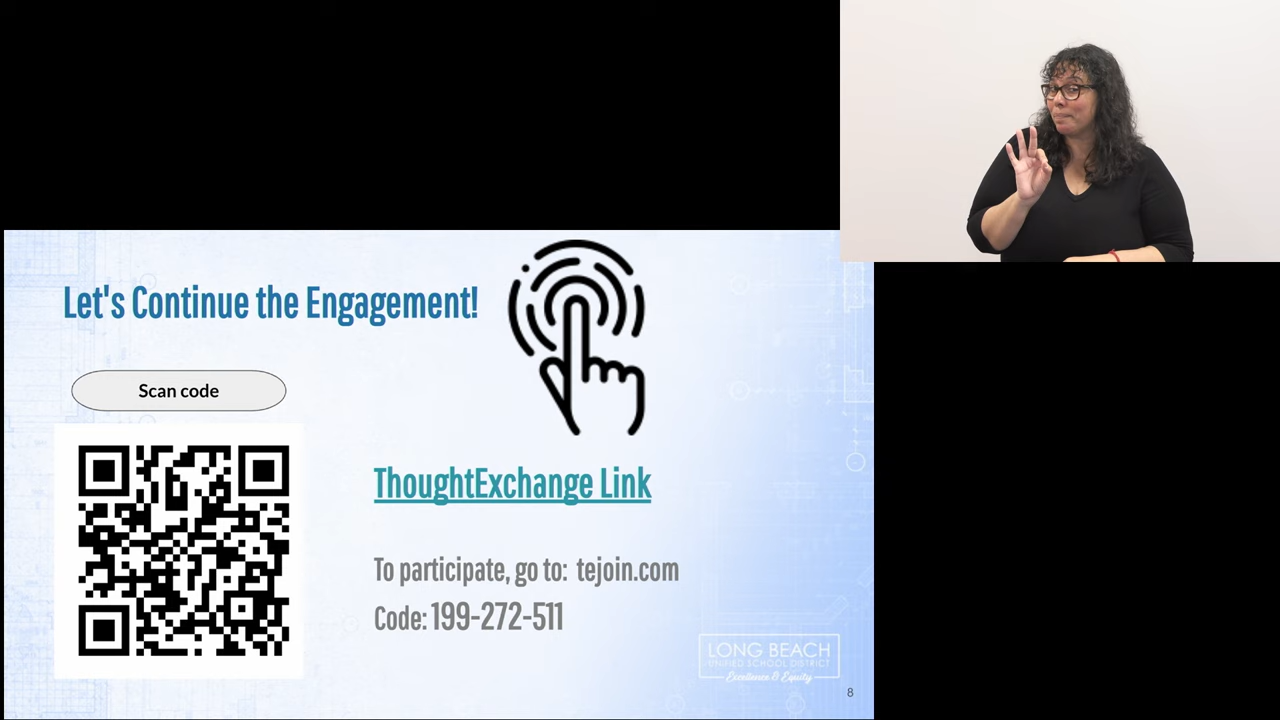 Let's Continue the Engagement!
Scan code
ThoughtExchange Link
To participate, go to: tejoin.com
Code: 199-272-511
LONG BEACH
UNIFIED SCHOOL DISTRICT
Excellence & Equity
8